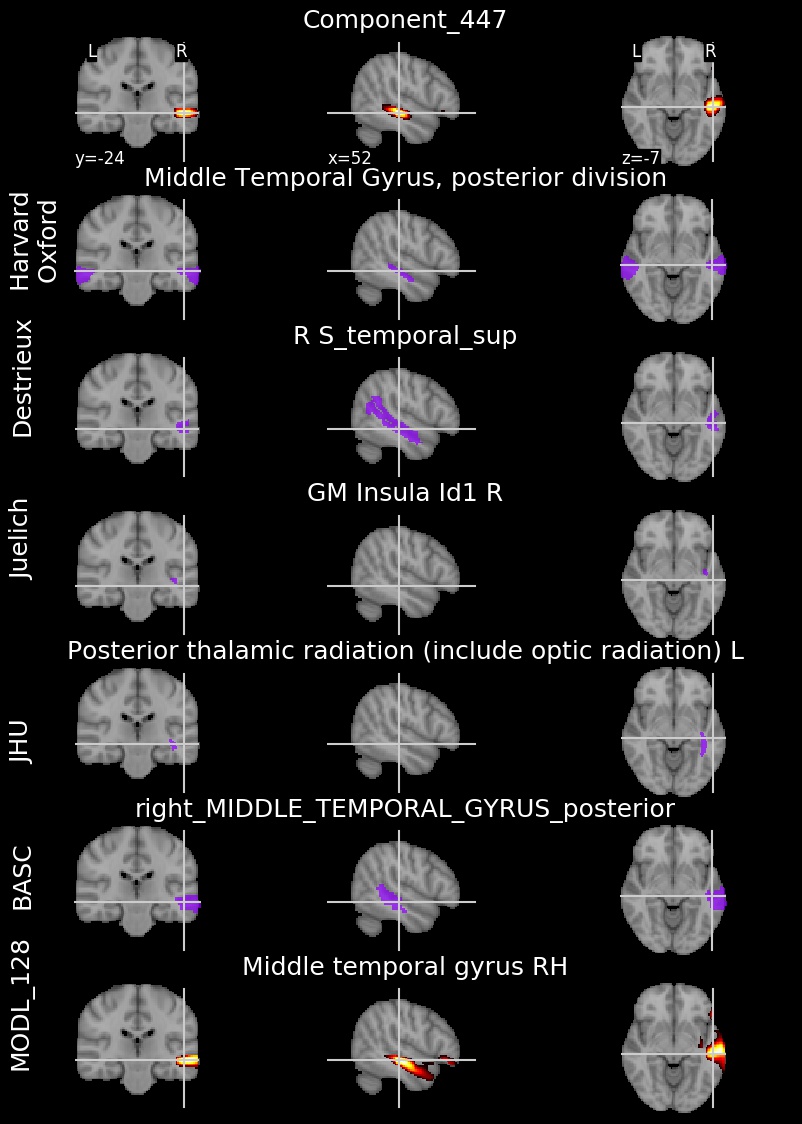 Component_447
L R L R
y=-24 x=52 z=-7
Middle Temporal Gyrus, posterior division
Harvard
Oxford
R S_temporal_sup
Destrieux
GM Insula Id1 R
Juelich
Posterior thalamic radiation (include optic radiation) L
JHU
right_MIDDLE_TEMPORAL_GYRUS_posterior
BASC
Middle temporal gyrus RH
MODL_128